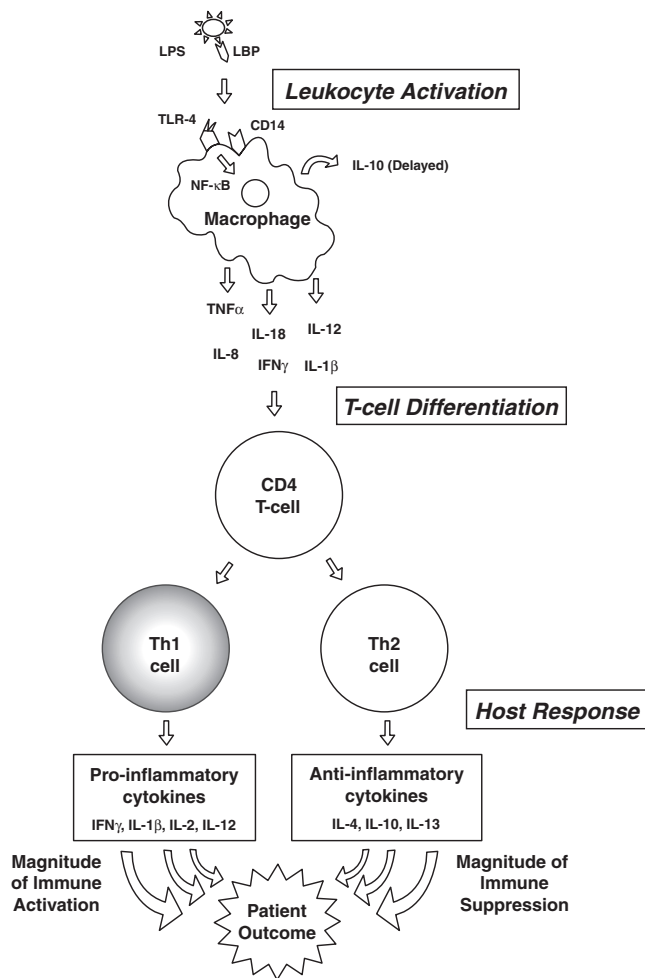 LPS
LBP
Leukocyte Activation
TLR-4
CD14
IL-10 (Delayed)
NF-κB
Macrophage
TNFα
IL-18
IL-12
IL-8
IFNγ
IL-1β
T-cell Differentiation
CD4
T-cell
Th1
cell
Th2
cell
Host Response
Pro-inflammatory
cytokines
IFNγ, IL-1β, IL-2, IL-12
Anti-inflammatory
cytokines
IL-4, IL-10, IL-13
Magnitude
of Immune
Activation
Magnitude of
Immune
Suppression
Patient
Outcome